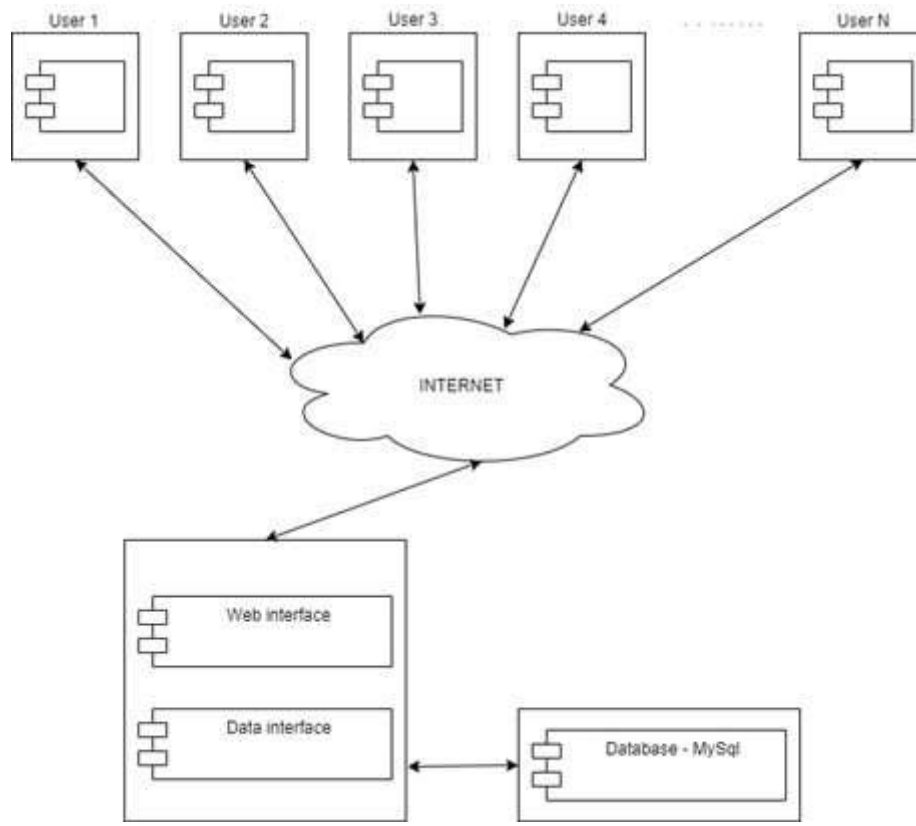 User 1
User 2
User 3
User 4
User N
INTERNET
Web interface
Data interface
Database - MySql